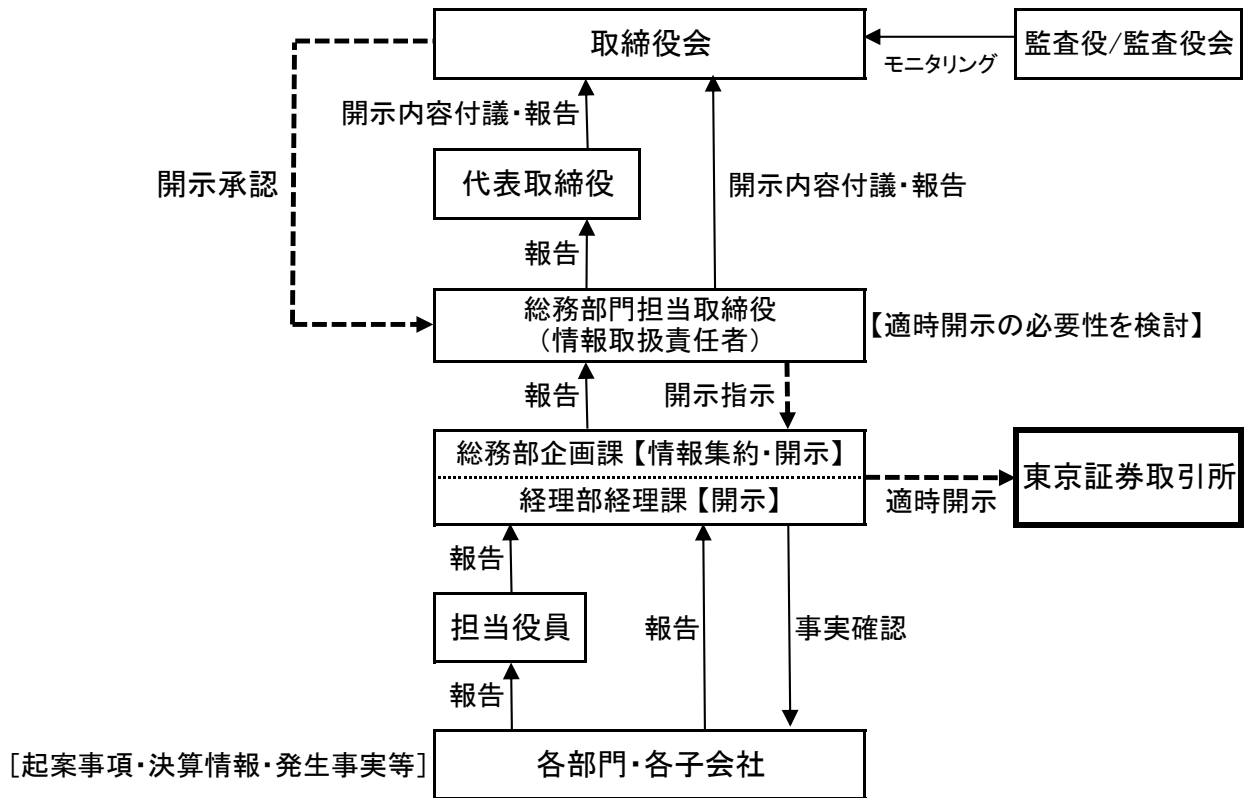 取締役会
監査役/監査役会
モニタリング
開示内容付議・報告
開示承認
代表取締役
開示内容付議・報告
報告
総務部門担当取締役
（情報取扱責任者）
【適時開示の必要性を検討】
報告
開示指示
総務部企画課【情報集約・開示】
経理部経理課【開示】
適時開示
東京証券取引所
報告
担当役員
報告
事実確認
報告
［起案事項・決算情報・発生事実等］
各部門・各子会社